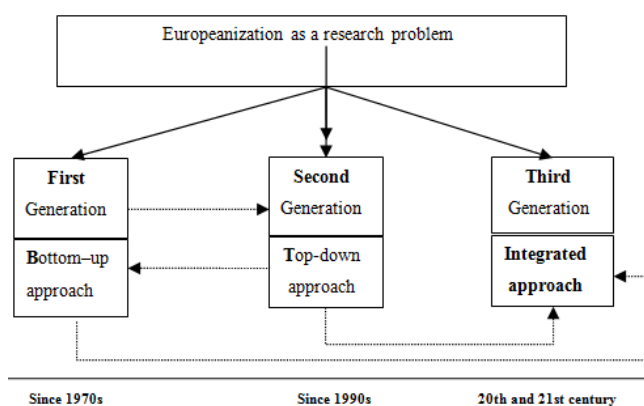 Europeanization as a research problem
First
Generation
Bottom–up
approach
Second
Generation
Top-down
approach
Third
Generation
Integrated
approach
Since 1970s
Since 1990s
20th and 21st century